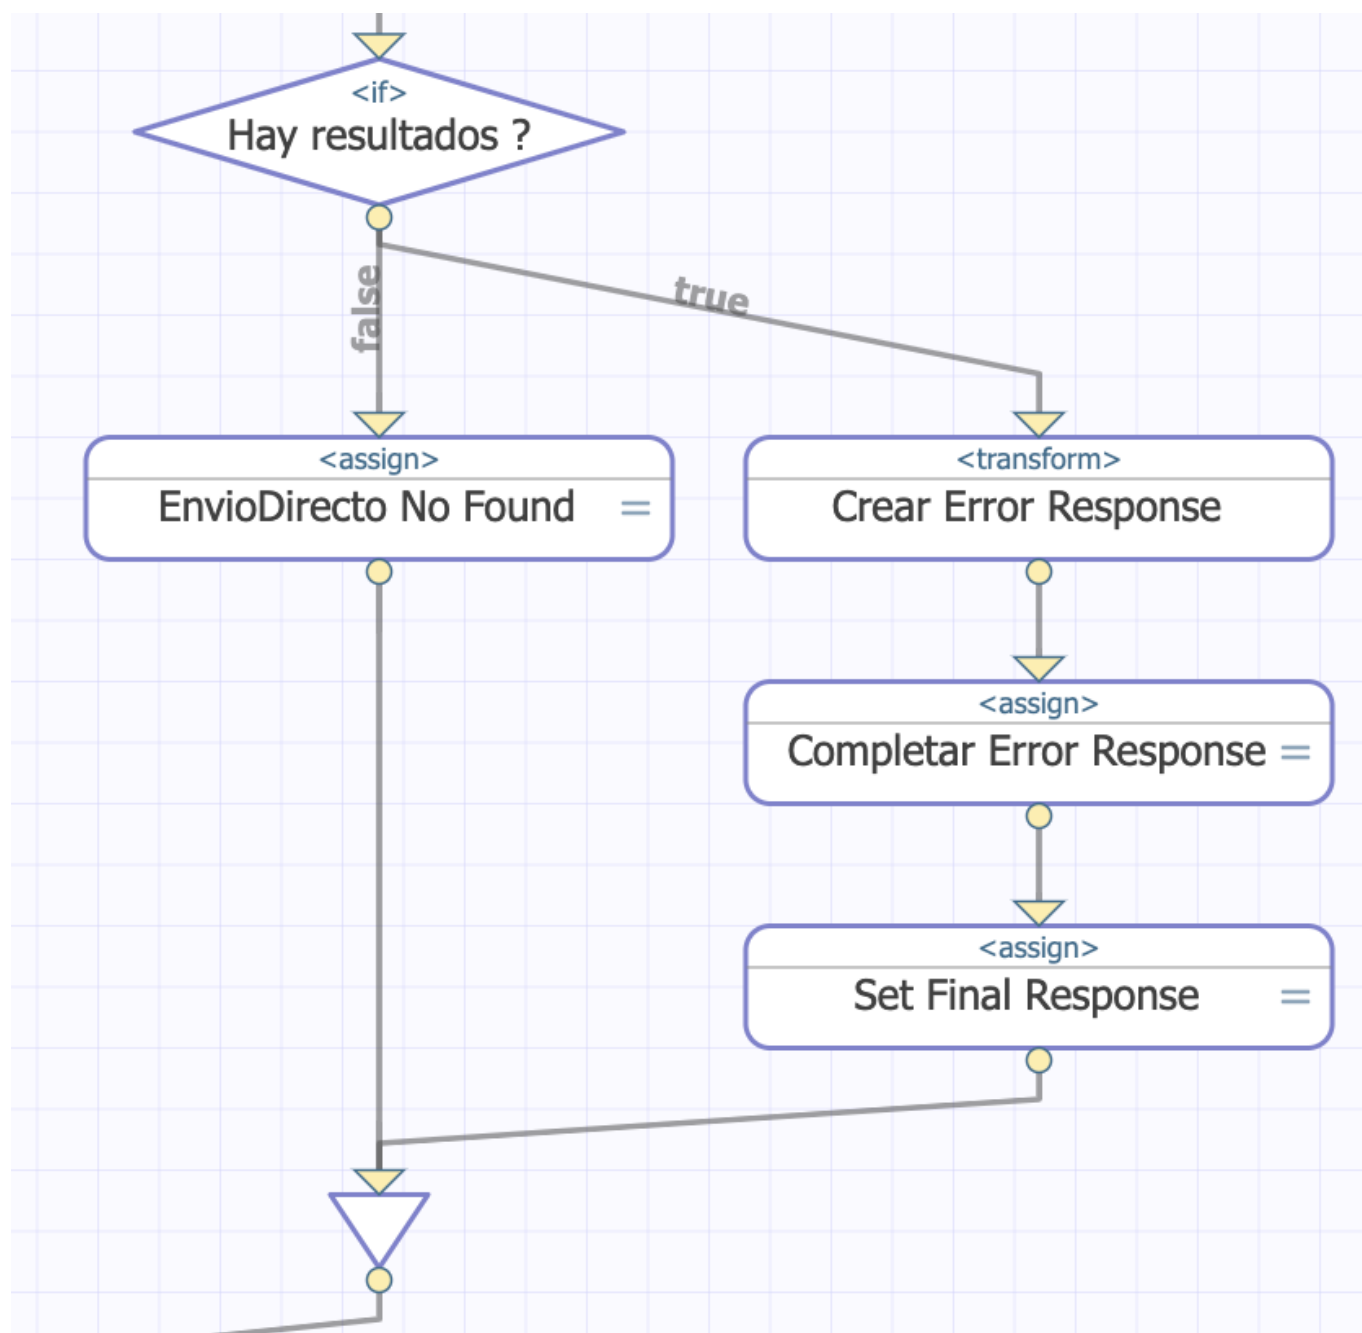 <if>
Hay resultados ?
false
true
<assign>
EnvioDirecto No Found =
<transform>
Crear Error Response
<assign>
Completar Error Response =
<assign>
Set Final Response =